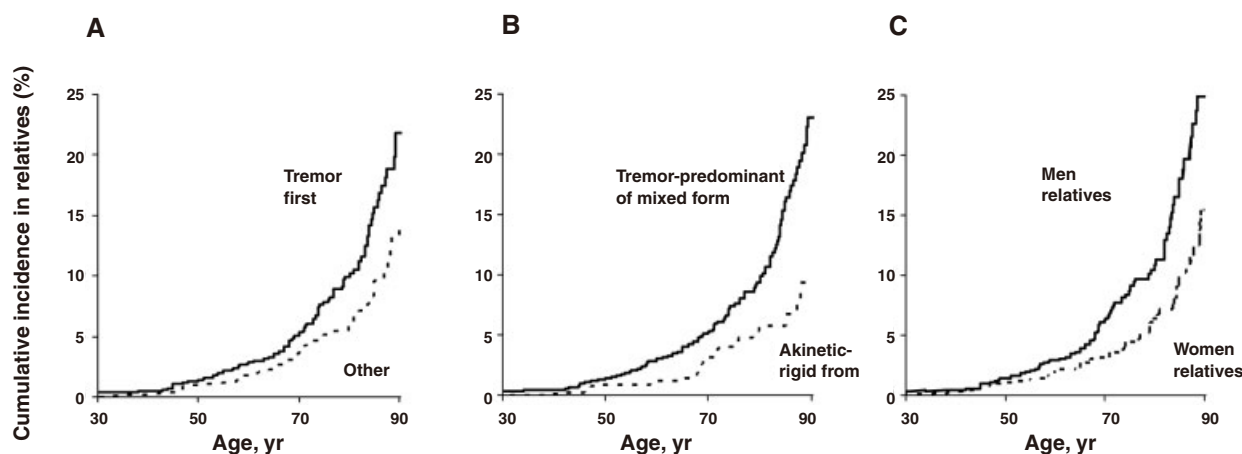 A
B
C
Cumulative incidence in relatives (%)
25
20
15
10
5
0
30
50
70
90
Age, yr
Tremor
first
Other
25
20
15
10
5
0
30
50
70
90
Age, yr
Tremor-predominant
of mixed form
Akinetic-
rigid from
25
20
15
10
5
0
30
50
70
90
Age, yr
Men
relatives
Women
relatives